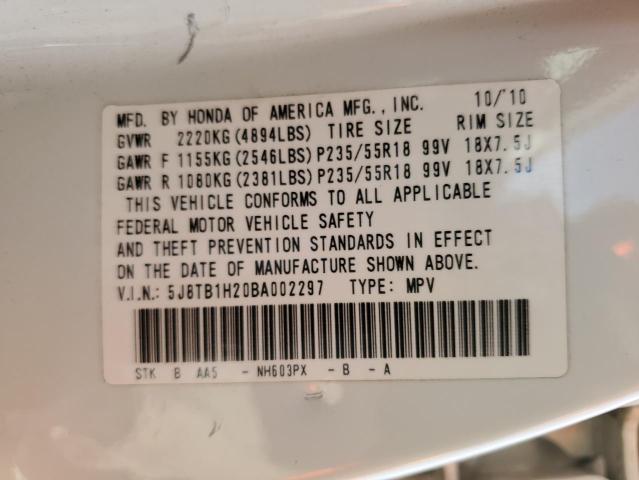 MFD. BY HONDA OF AMERICA MFG., INC. 10/'10
GVWR 2220KG(4894LBS) TIRE SIZE RIM SIZE
GAWR F 1155KG(2546LBS) P235/55R18 99V 18X7.5J
GAWR R 1080KG(2381LBS) P235/55R18 99V 18X7.5J
THIS VEHICLE CONFORMS TO ALL APPLICABLE
FEDERAL MOTOR VEHICLE SAFETY
AND THEFT PREVENTION STANDARDS IN EFFECT
ON THE DATE OF MANUFACTURE SHOWN ABOVE.
V.I.N.: 5J8TB1H20BA002297 TYPE: MPV
STK B AA5 - NH603PX - B - A